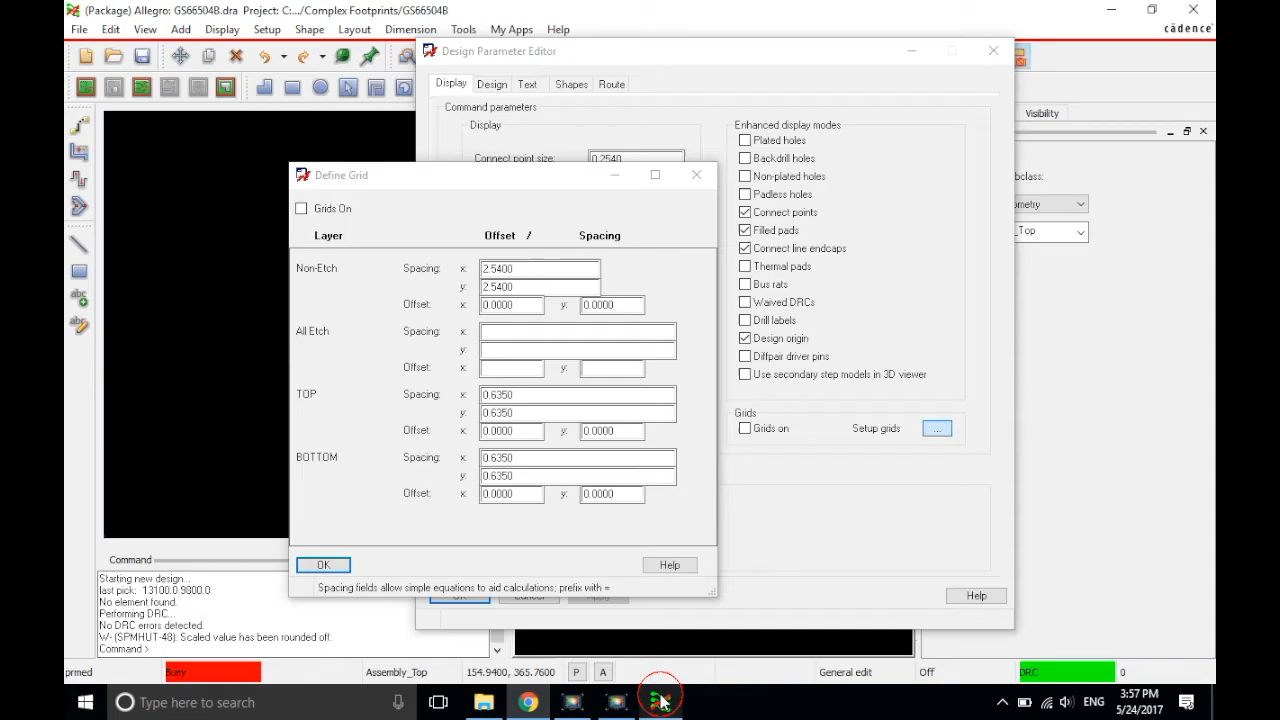 (Package) Allegro: GS66504B.dra Project: C:.../Complex Footprints/GS66504B
File Edit View Add Display Setup Shape Layout Dimension Tools My Apps Help
cādence
Design Parameter Editor
Display Design Text Shapes Route
Visibility
Command parameters
Display
Connect point size: 0.2540
Enhanced display modes
Plated holes
Backdrill holes
Non-plated holes
Padless holes
Connect points
Filled pads
Connect line endcaps
Thermal pads
Bus rats
Waived DRCs
Drill labels
Design origin
Diffpair driver pins
Use secondary step models in 3D viewer
Grids
Grids on Setup grids ...
Help
bclass:
ometry
_Top
Define Grid
Grids On
Layer Offset / Spacing
Non-Etch Spacing: x: 2.5400
y: 2.5400
Offset: x: 0.0000 y: 0.0000
All Etch Spacing: x:
y:
Offset: x: y:
TOP Spacing: x: 0.6350
y: 0.6350
Offset: x: 0.0000 y: 0.0000
BOTTOM Spacing: x: 0.6350
y: 0.6350
Offset: x: 0.0000 y: 0.0000
OK Help
Spacing fields allow simple equations to aid calculations; prefix with =
Command
Starting new design...
last pick: 13100.0 9800.0
No element found.
Performing DRC...
No DRC errors detected.
W- (SPMHUT-48): Scaled value has been rounded off.
Command >
prmed Busy Assembly_Top 154.9400, 365.7600 P A General edit Off DRC 0
Type here to search
ENG
3:57 PM
5/24/2017